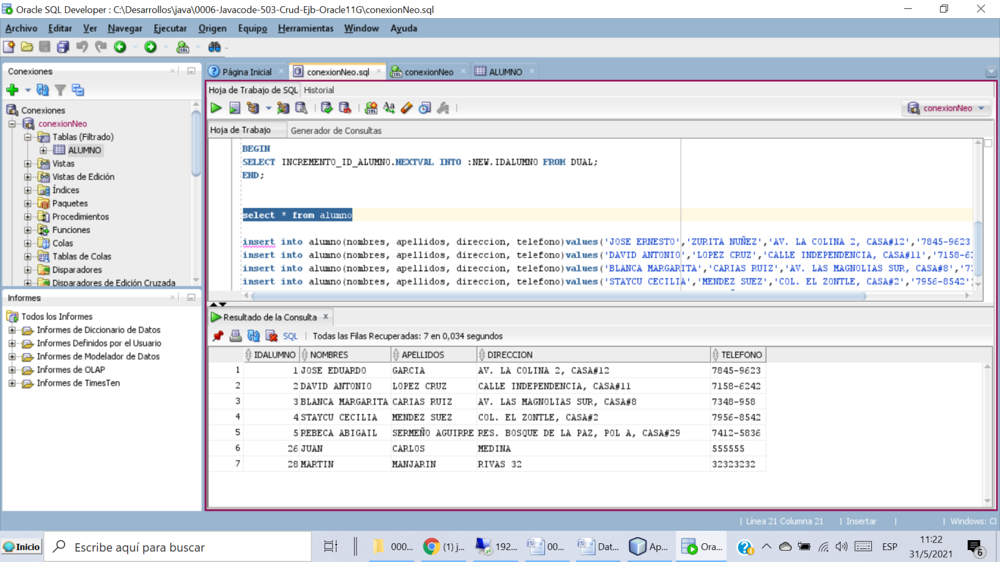 Oracle SQL Developer : C:\Desarrollos\java\0006-Javacode-503-Crud-Ejb-Oracle11G\conexionNeo.sql
Archivo Editar Ver Navegar Ejecutar Origen Equipo Herramientas Window Ayuda
Conexiones
Conexiones
conexionNeo
Tablas (Filtrado)
ALUMNO
Vistas
Vistas de Edición
Índices
Paquetes
Procedimientos
Funciones
Colas
Tablas de Colas
Disparadores
Disparadores de Edición Cruzada
Informes
Todos los Informes
Informes de Diccionario de Datos
Informes Definidos por el Usuario
Informes de Modelador de Datos
Informes de OLAP
Informes de TimesTen
Página Inicial conexionNeo.sql conexionNeo ALUMNO
Hoja de Trabajo de SQL Historial
conexionNeo
Hoja de Trabajo Generador de Consultas
BEGIN
SELECT INCREMENTO_ID_ALUMNO.NEXTVAL INTO :NEW.IDALUMNO FROM DUAL;
END;
select * from alumno
insert into alumno(nombres, apellidos, direccion, telefono)values('JOSE ERNESTO','ZURITA NUÑEZ','AV. LA COLINA 2, CASA#12','7845-9623
insert into alumno(nombres, apellidos, direccion, telefono)values('DAVID ANTONIO','LOPEZ CRUZ','CALLE INDEPENDENCIA, CASA#11','7158-62
insert into alumno(nombres, apellidos, direccion, telefono)values('BLANCA MARGARITA','CARIAS RUIZ','AV. LAS MAGNOLIAS SUR, CASA#8','73
insert into alumno(nombres, apellidos, direccion, telefono)values('STAYCU CECILIA','MENDEZ SUEZ','COL. EL ZONTLE, CASA#2','7956-8542'
Resultado de la Consulta
SQL | Todas las Filas Recuperadas: 7 en 0,034 segundos
IDALUMNO NOMBRES APELLIDOS DIRECCION TELEFONO
1 1 JOSE EDUARDO GARCIA AV. LA COLINA 2, CASA#12 7845-9623
2 2 DAVID ANTONIO LOPEZ CRUZ CALLE INDEPENDENCIA, CASA#11 7158-6242
3 3 BLANCA MARGARITA CARIAS RUIZ AV. LAS MAGNOLIAS SUR, CASA#8 7348-958
4 4 STAYCU CECILIA MENDEZ SUEZ COL. EL ZONTLE, CASA#2 7956-8542
5 5 REBECA ABIGAIL SERMEÑO AGUIRRE RES. BOSQUE DE LA PAZ, POL A, CASA#29 7412-5836
6 26 JUAN CARLOS MEDINA 555555
7 28 MARTIN MANJARIN RIVAS 32 32323232
| Línea 21 Columna 21 | Insertar | | Windows: CI
Inicio Escribe aquí para buscar 000... (1) j... 192... 00... Dat... Ap... Ora... ESP 11:22
31/5/2021 6